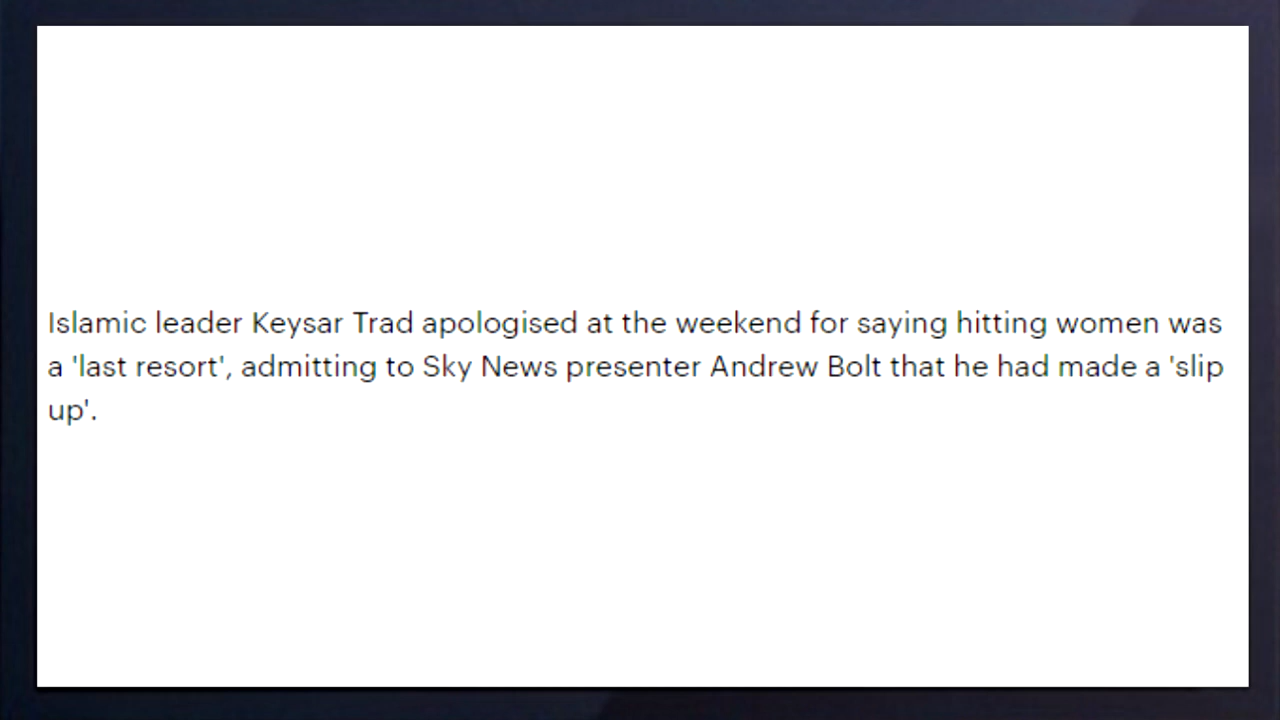 Islamic leader Keysar Trad apologised at the weekend for saying hitting women was
a 'last resort', admitting to Sky News presenter Andrew Bolt that he had made a 'slip
up'.